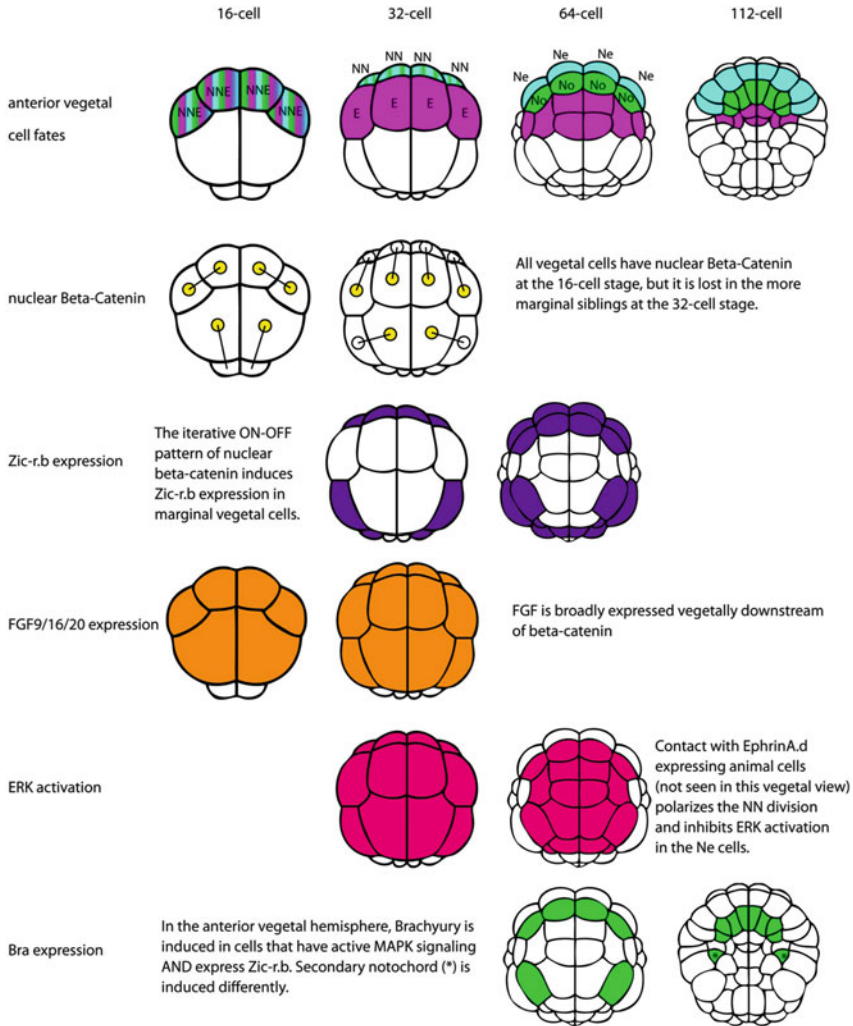 16-cell
32-cell
64-cell
112-cell
anterior vegetal
cell fates
NNE
NNE
NNE
NNE
NN
NN
NN
NN
E
E
E
E
Ne
Ne
Ne
Ne
No
No
No
No
nuclear Beta-Catenin
All vegetal cells have nuclear Beta-Catenin
at the 16-cell stage, but it is lost in the more
marginal siblings at the 32-cell stage.
Zic-r.b expression
The iterative ON-OFF
pattern of nuclear
beta-catenin induces
Zic-r.b expression in
marginal vegetal cells.
FGF9/16/20 expression
FGF is broadly expressed vegetally downstream
of beta-catenin
ERK activation
Contact with EphrinA.d
expressing animal cells
(not seen in this vegetal view)
polarizes the NN division
and inhibits ERK activation
in the Ne cells.
Bra expression
In the anterior vegetal hemisphere, Brachyury is
induced in cells that have active MAPK signaling
AND express Zic-r.b. Secondary notochord (*) is
induced differently.
*
*